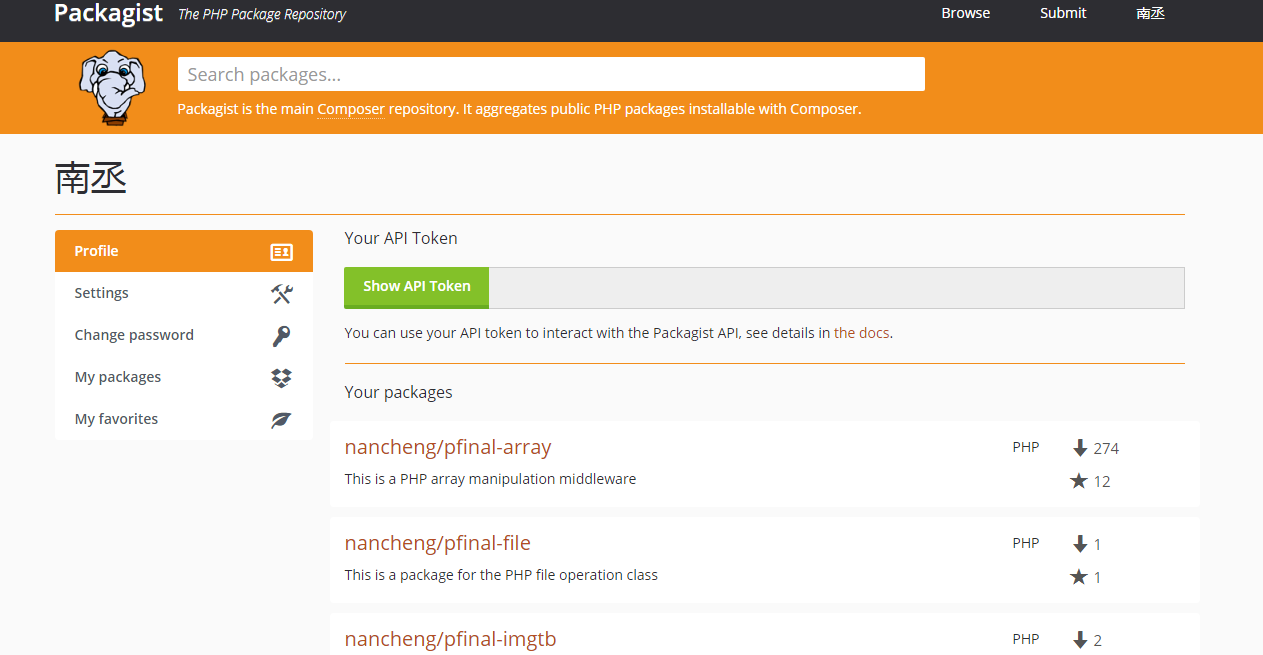 Packagist The PHP Package Repository Browse Submit 南丞
Search packages...
Packagist is the main Composer repository. It aggregates public PHP packages installable with Composer.
南丞
Profile
Settings
Change password
My packages
My favorites
Your API Token
Show API Token
You can use your API token to interact with the Packagist API, see details in the docs.
Your packages
nancheng/pfinal-array PHP 274
This is a PHP array manipulation middleware 12
nancheng/pfinal-file PHP 1
This is a package for the PHP file operation class 1
nancheng/pfinal-imgtb PHP 2